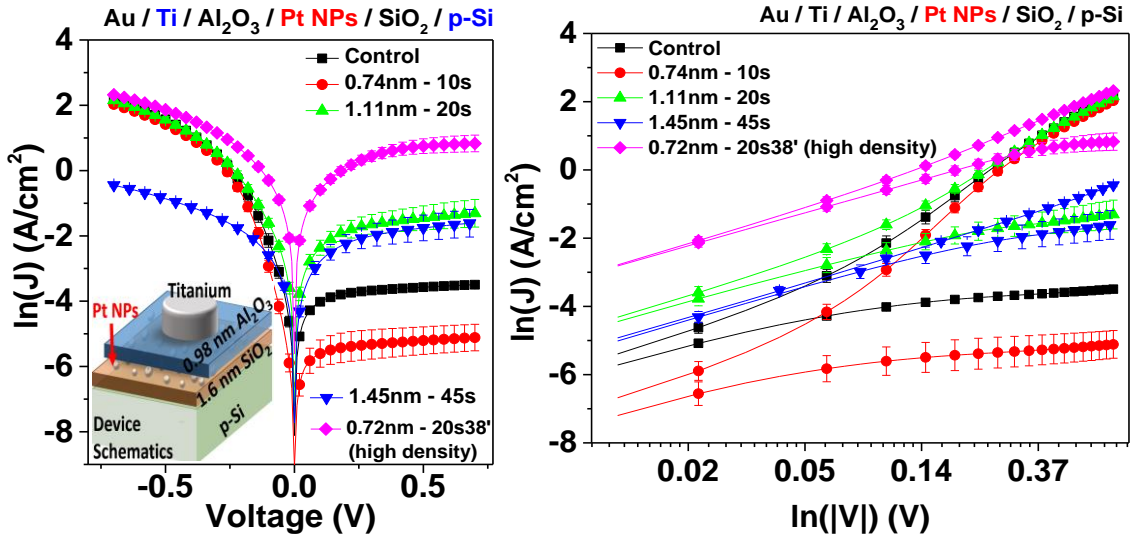 Au / Ti / Al2O3 / Pt NPs / SiO2 / p-Si
ln(J) (A/cm2)
4
2
0
-2
-4
-6
-8
Control
0.74nm - 10s
1.11nm - 20s
Titanium
Pt NPs
0.98 nm Al2O3
1.6 nm SiO2
p-Si
Device
Schematics
1.45nm - 45s
0.72nm - 20s38'
(high density)
-0.5
0.0
0.5
Voltage (V)
Au / Ti / Al2O3 / Pt NPs / SiO2 / p-Si
ln(J) (A/cm2)
4
2
0
-2
-4
-6
-8
Control
0.74nm - 10s
1.11nm - 20s
1.45nm - 45s
0.72nm - 20s38' (high density)
0.02
0.05
0.14
0.37
ln(|V|) (V)